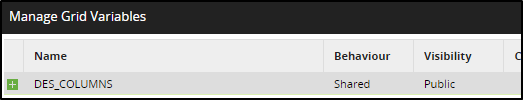 Manage Grid Variables
Name Behaviour Visibility
DES_COLUMNS Shared Public